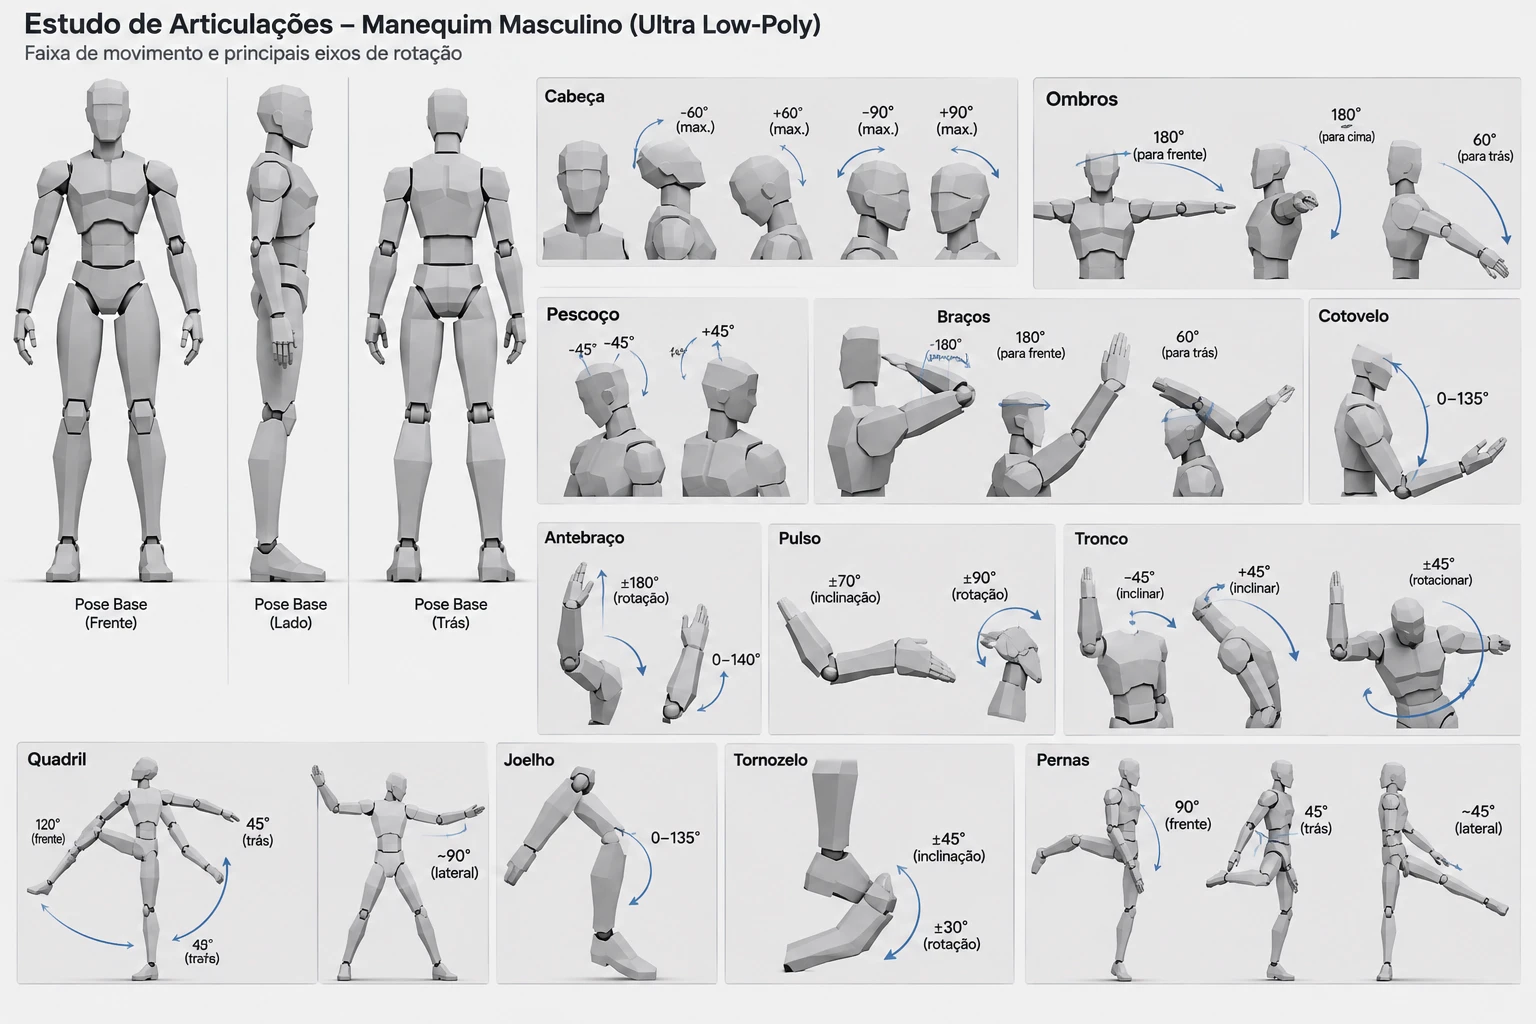 Estudo de Articulações – Manequim Masculino (Ultra Low-Poly)
Faixa de movimento e principais eixos de rotação
Pose Base
(Frente)
Pose Base
(Lado)
Pose Base
(Trás)
Cabeça
-60°
(max.)
+60°
(max.)
-90°
(max.)
+90°
(max.)
Ombros
180°
(para frente)
180°
(para cima)
60°
(para trás)
Pescoço
-45°
-45°
+45°
Braços
-180°
180°
(para frente)
60°
(para trás)
Cotovelo
0–135°
Antebraço
±180°
(rotação)
0–140°
Pulso
±70°
(inclinação)
±90°
(rotação)
Tronco
-45°
(inclinar)
+45°
(inclinar)
±45°
(rotacionar)
Quadril
120°
(frente)
45°
(trás)
~90°
(lateral)
Joelho
0–135°
Tornozelo
±45°
(inclinação)
±30°
(rotação)
Pernas
90°
(frente)
45°
(trás)
~45°
(lateral)